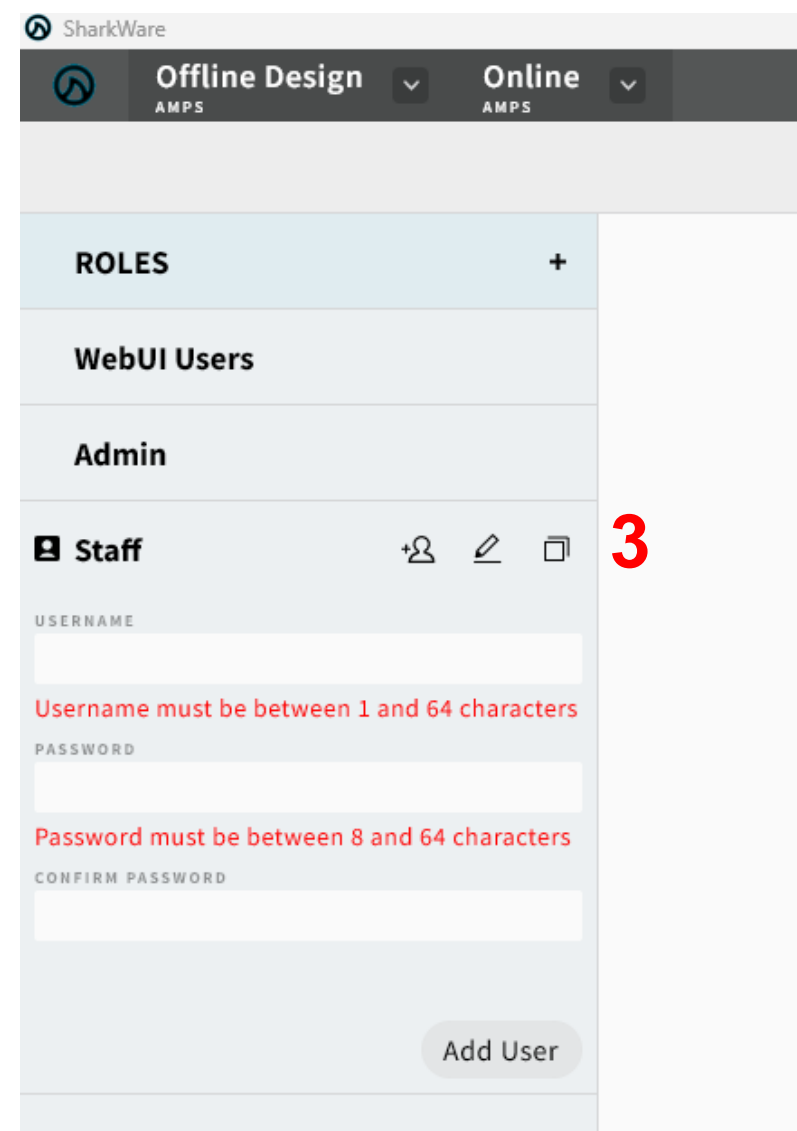 SharkWare
Offline Design
AMPS
Online
AMPS
ROLES +
WebUI Users
Admin
Staff
3
USERNAME
Username must be between 1 and 64 characters
PASSWORD
Password must be between 8 and 64 characters
CONFIRM PASSWORD
Add User